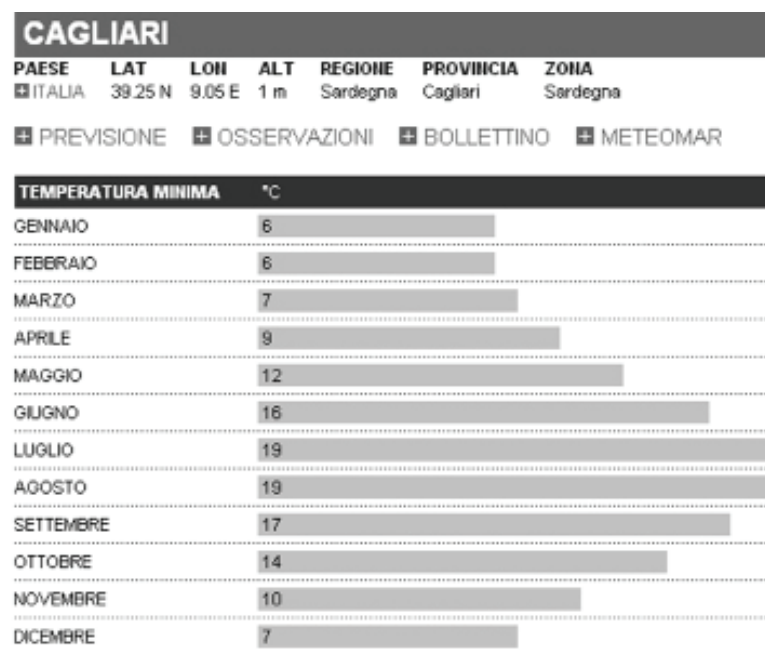 CAGLIARI
PAESE LAT LON ALT REGIONE PROVINCIA ZONA
ITALIA 39.25 N 9.05 E 1 m Sardegna Cagliari Sardegna
PREVISIONE OSSERVAZIONI BOLLETTINO METEOMAR
TEMPERATURA MINIMA °C
GENNAIO 6
FEBBRAIO 6
MARZO 7
APRILE 9
MAGGIO 12
GIUGNO 16
LUGLIO 19
AGOSTO 19
SETTEMBRE 17
OTTOBRE 14
NOVEMBRE 10
DICEMBRE 7